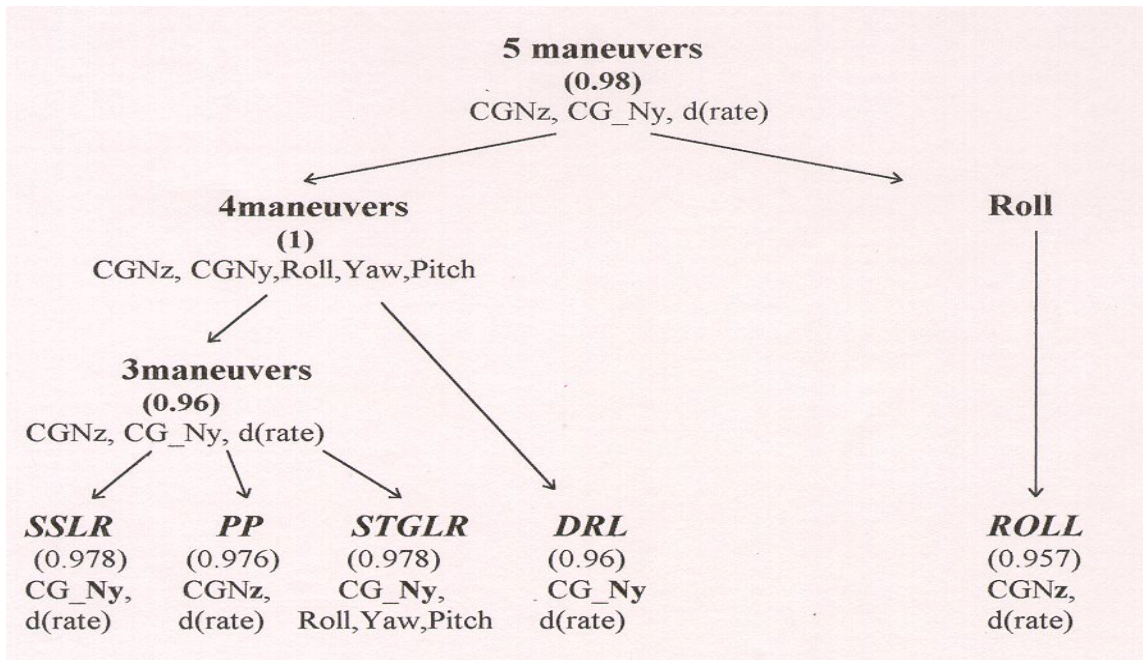 5 maneuvers
(0.98)
CGNz, CG_Ny, d(rate)
4maneuvers
(1)
CGNz, CGNy,Roll,Yaw,Pitch
Roll
3maneuvers
(0.96)
CGNz, CG_Ny, d(rate)
SSLR
(0.978)
CG_Ny,
d(rate)
PP
(0.976)
CGNz,
d(rate)
STGLR
(0.978)
CG_Ny,
Roll,Yaw,Pitch
DRL
(0.96)
CG_Ny
d(rate)
ROLL
(0.957)
CGNz,
d(rate)